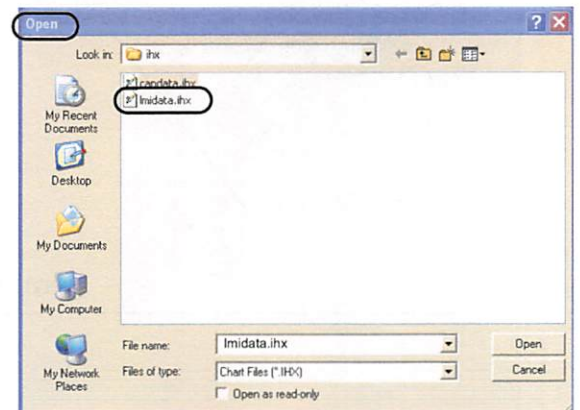 Open
Look in: ihx
candata.ihx
lmidata.ihx
My Recent
Documents
Desktop
My Documents
My Computer
My Network
Places
File name: lmidata.ihx
Open
Files of type: Chart Files (*.IHX)
Cancel
Open as read-only